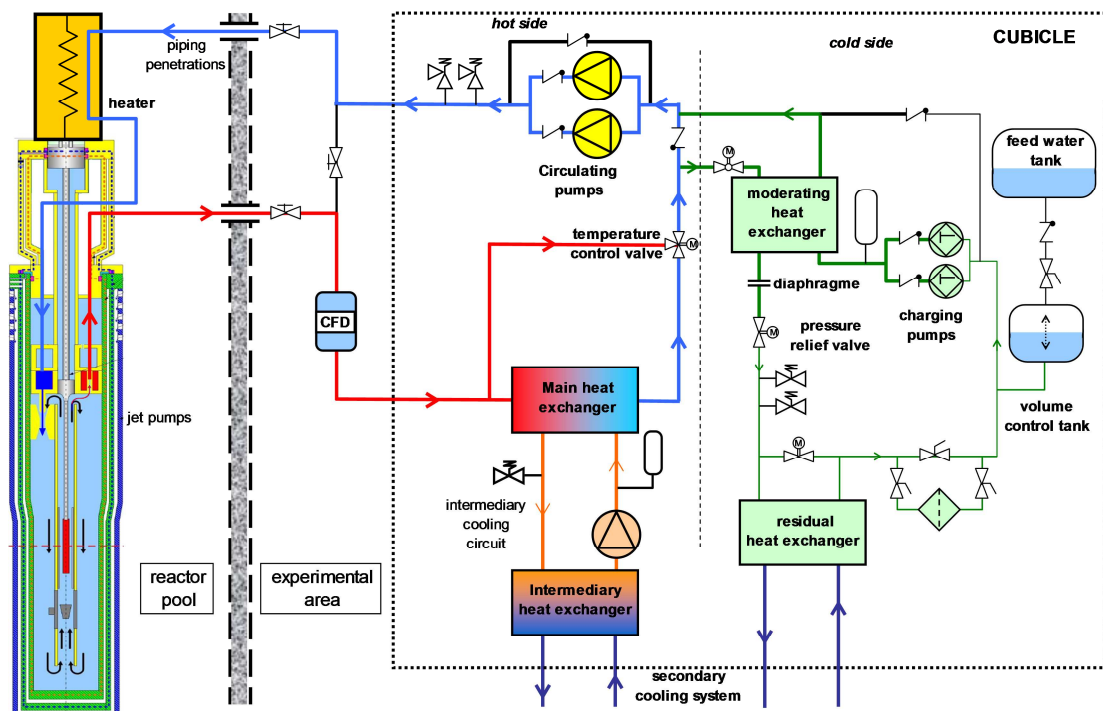 hot side
cold side
CUBICLE
piping
penetrations
heater
Circulating
pumps
M
feed water
tank
moderating
heat
exchanger
temperature
control valve
M
diaphragme
CFD
M
pressure
relief valve
charging
pumps
Main heat
exchanger
volume
control tank
jet pumps
M
intermediary
cooling
circuit
residual
heat exchanger
reactor
pool
experimental
area
Intermediary
heat exchanger
secondary
cooling system